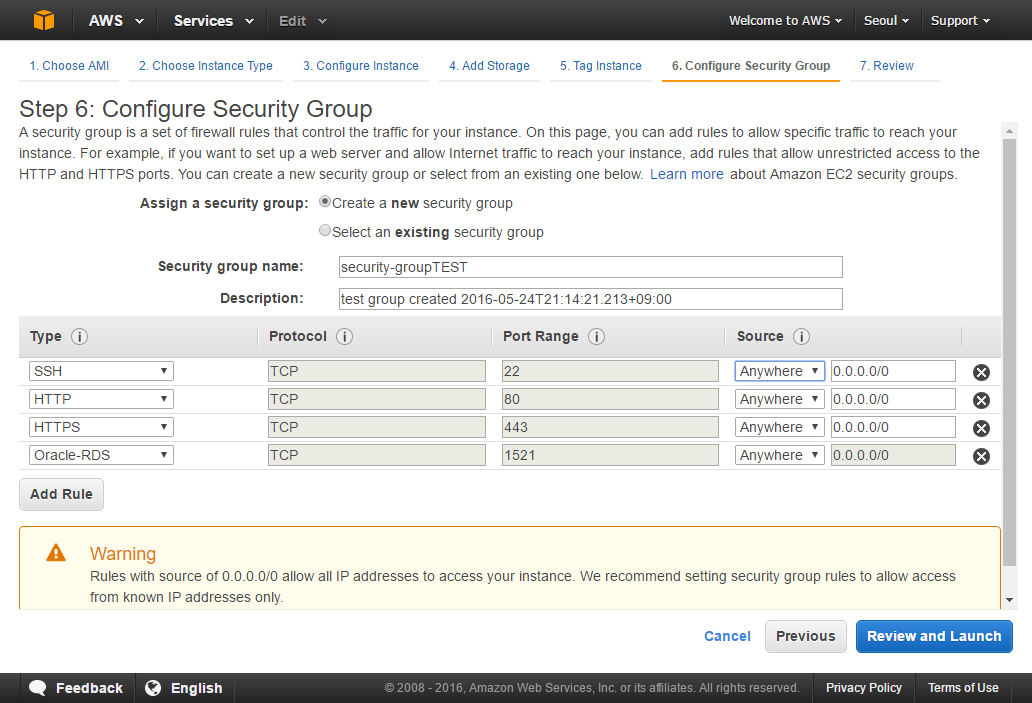 AWS Services Edit Welcome to AWS Seoul Support
1. Choose AMI 2. Choose Instance Type 3. Configure Instance 4. Add Storage 5. Tag Instance 6. Configure Security Group 7. Review
Step 6: Configure Security Group
A security group is a set of firewall rules that control the traffic for your instance. On this page, you can add rules to allow specific traffic to reach your
instance. For example, if you want to set up a web server and allow Internet traffic to reach your instance, add rules that allow unrestricted access to the
HTTP and HTTPS ports. You can create a new security group or select from an existing one below. Learn more about Amazon EC2 security groups.
Assign a security group: Create a new security group
Select an existing security group
Security group name: security-groupTEST
Description: test group created 2016-05-24T21:14:21.213+09:00
Type Protocol Port Range Source
SSH TCP 22 Anywhere 0.0.0.0/0
HTTP TCP 80 Anywhere 0.0.0.0/0
HTTPS TCP 443 Anywhere 0.0.0.0/0
Oracle-RDS TCP 1521 Anywhere 0.0.0.0/0
Add Rule
Warning
Rules with source of 0.0.0.0/0 allow all IP addresses to access your instance. We recommend setting security group rules to allow access
from known IP addresses only.
Cancel Previous Review and Launch
Feedback English © 2008 - 2016, Amazon Web Services, Inc. or its affiliates. All rights reserved. Privacy Policy Terms of Use